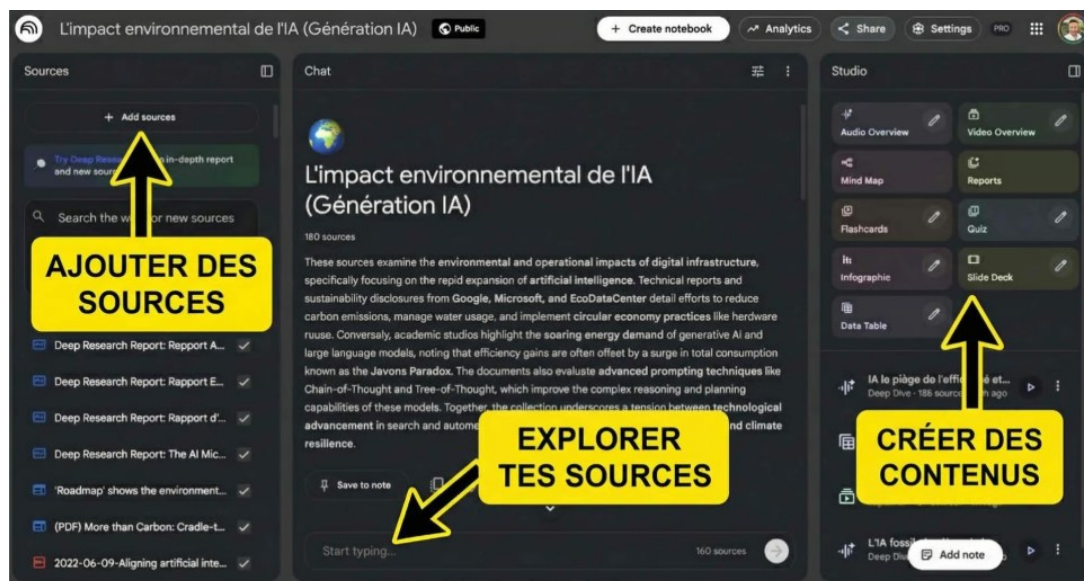 L'impact environnemental de l'IA (Génération IA)
Public
+ Create notebook
Analytics
Share
Settings
PRO
Sources
+ Add sources
Try Deep in-depth report
and new
Search the for new sources
AJOUTER DES
SOURCES
Deep Research Report: Rapport A...
Deep Research Report: Rapport E...
Deep Research Report: Rapport d'...
Deep Research Report: The AI Mic...
'Roadmap' shows the environment...
(PDF) More than Carbon: Cradle-t...
2022-06-09-Aligning artificial inte...
Chat
L'impact environnemental de l'IA
(Génération IA)
180 sources
These sources examine the environmental and operational impacts of digital infrastructure,
specifically focusing on the repid expansion of artificial intelligence. Technical reports and
sustainability disclosures from Google, Microsoft, and EcoDataCenter detail efforts to reduce
carbon emissions, manage water usage, and implement circular economy practices like herdware
ruuse. Conversaly, academic studios highlight the soaring energy demand of generative Ai and
large language models, noting that efficiency gains are often offeet by a surge in total consumption
known as the Javons Paradox. The documents also evaluate advanced prompting techniques like
Chain-of-Thought and Tree-of-Thought, which improve the complex reasoning and planning
capabilities of these models. Together, the collection underscores a tension between technological
advancement in search and autome nd climate
resilience.
EXPLORER
TES SOURCES
Save to note
Start typing...
160 sources
Studio
Audio Overview
Video Overview
Mind Map
Reports
Flashcards
Quiz
Infographie
Slide Deck
Data Table
IA le piège de l'effi é et...
Deep Dive · 186 sourc h ago
CRÉER DES
CONTENUS
L'IA fossi
Deep Div
Add note